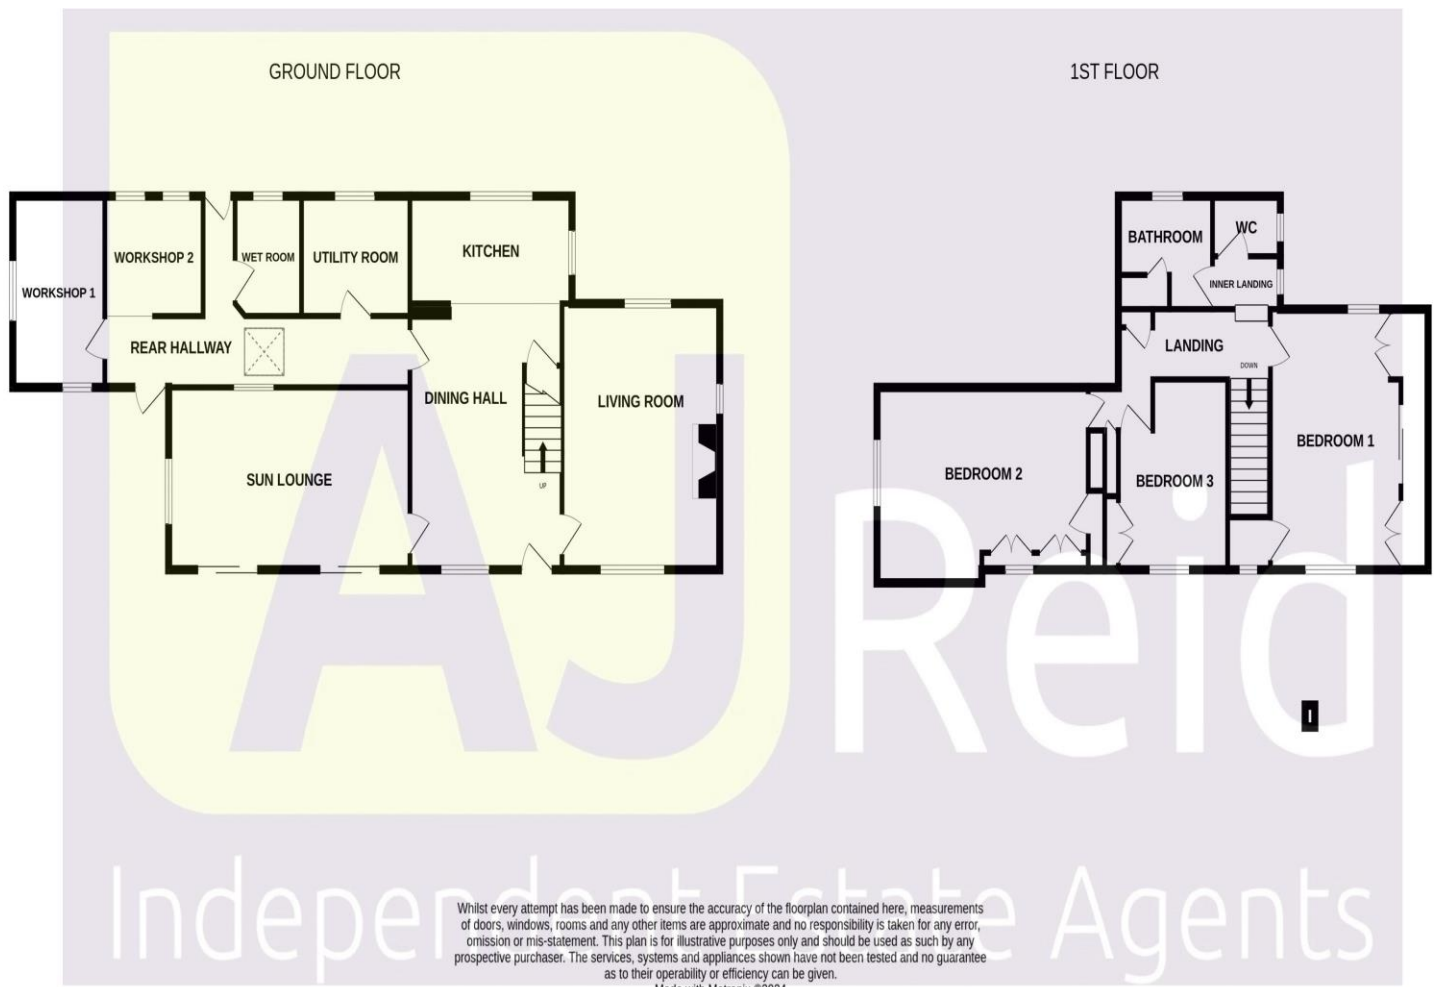 GROUND FLOOR
1ST FLOOR
WORKSHOP 1
WORKSHOP 2
WET ROOM
UTILITY ROOM
KITCHEN
REAR HALLWAY
DINING HALL
LIVING ROOM
SUN LOUNGE
UP
BATHROOM
WC
INNER LANDING
LANDING
DOWN
BEDROOM 1
BEDROOM 2
BEDROOM 3
AJ Reid
Independent Estate Agents
Whilst every attempt has been made to ensure the accuracy of the floorplan contained here, measurements
of doors, windows, rooms and any other items are approximate and no responsibility is taken for any error,
omission or mis-statement. This plan is for illustrative purposes only and should be used as such by any
prospective purchaser. The services, systems and appliances shown have not been tested and no guarantee
as to their operability or efficiency can be given.
Made with Metropix ©2024